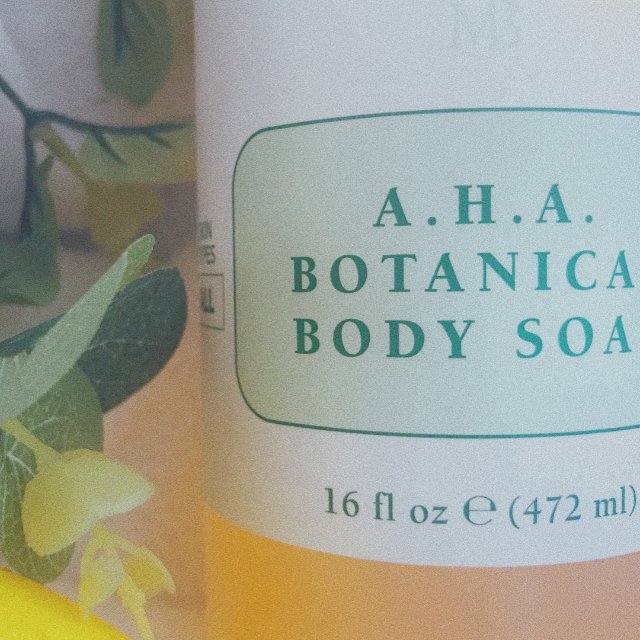 A.H.A.
BOTANICA
BODY SOA
16 fl oz ℮ (472 ml)